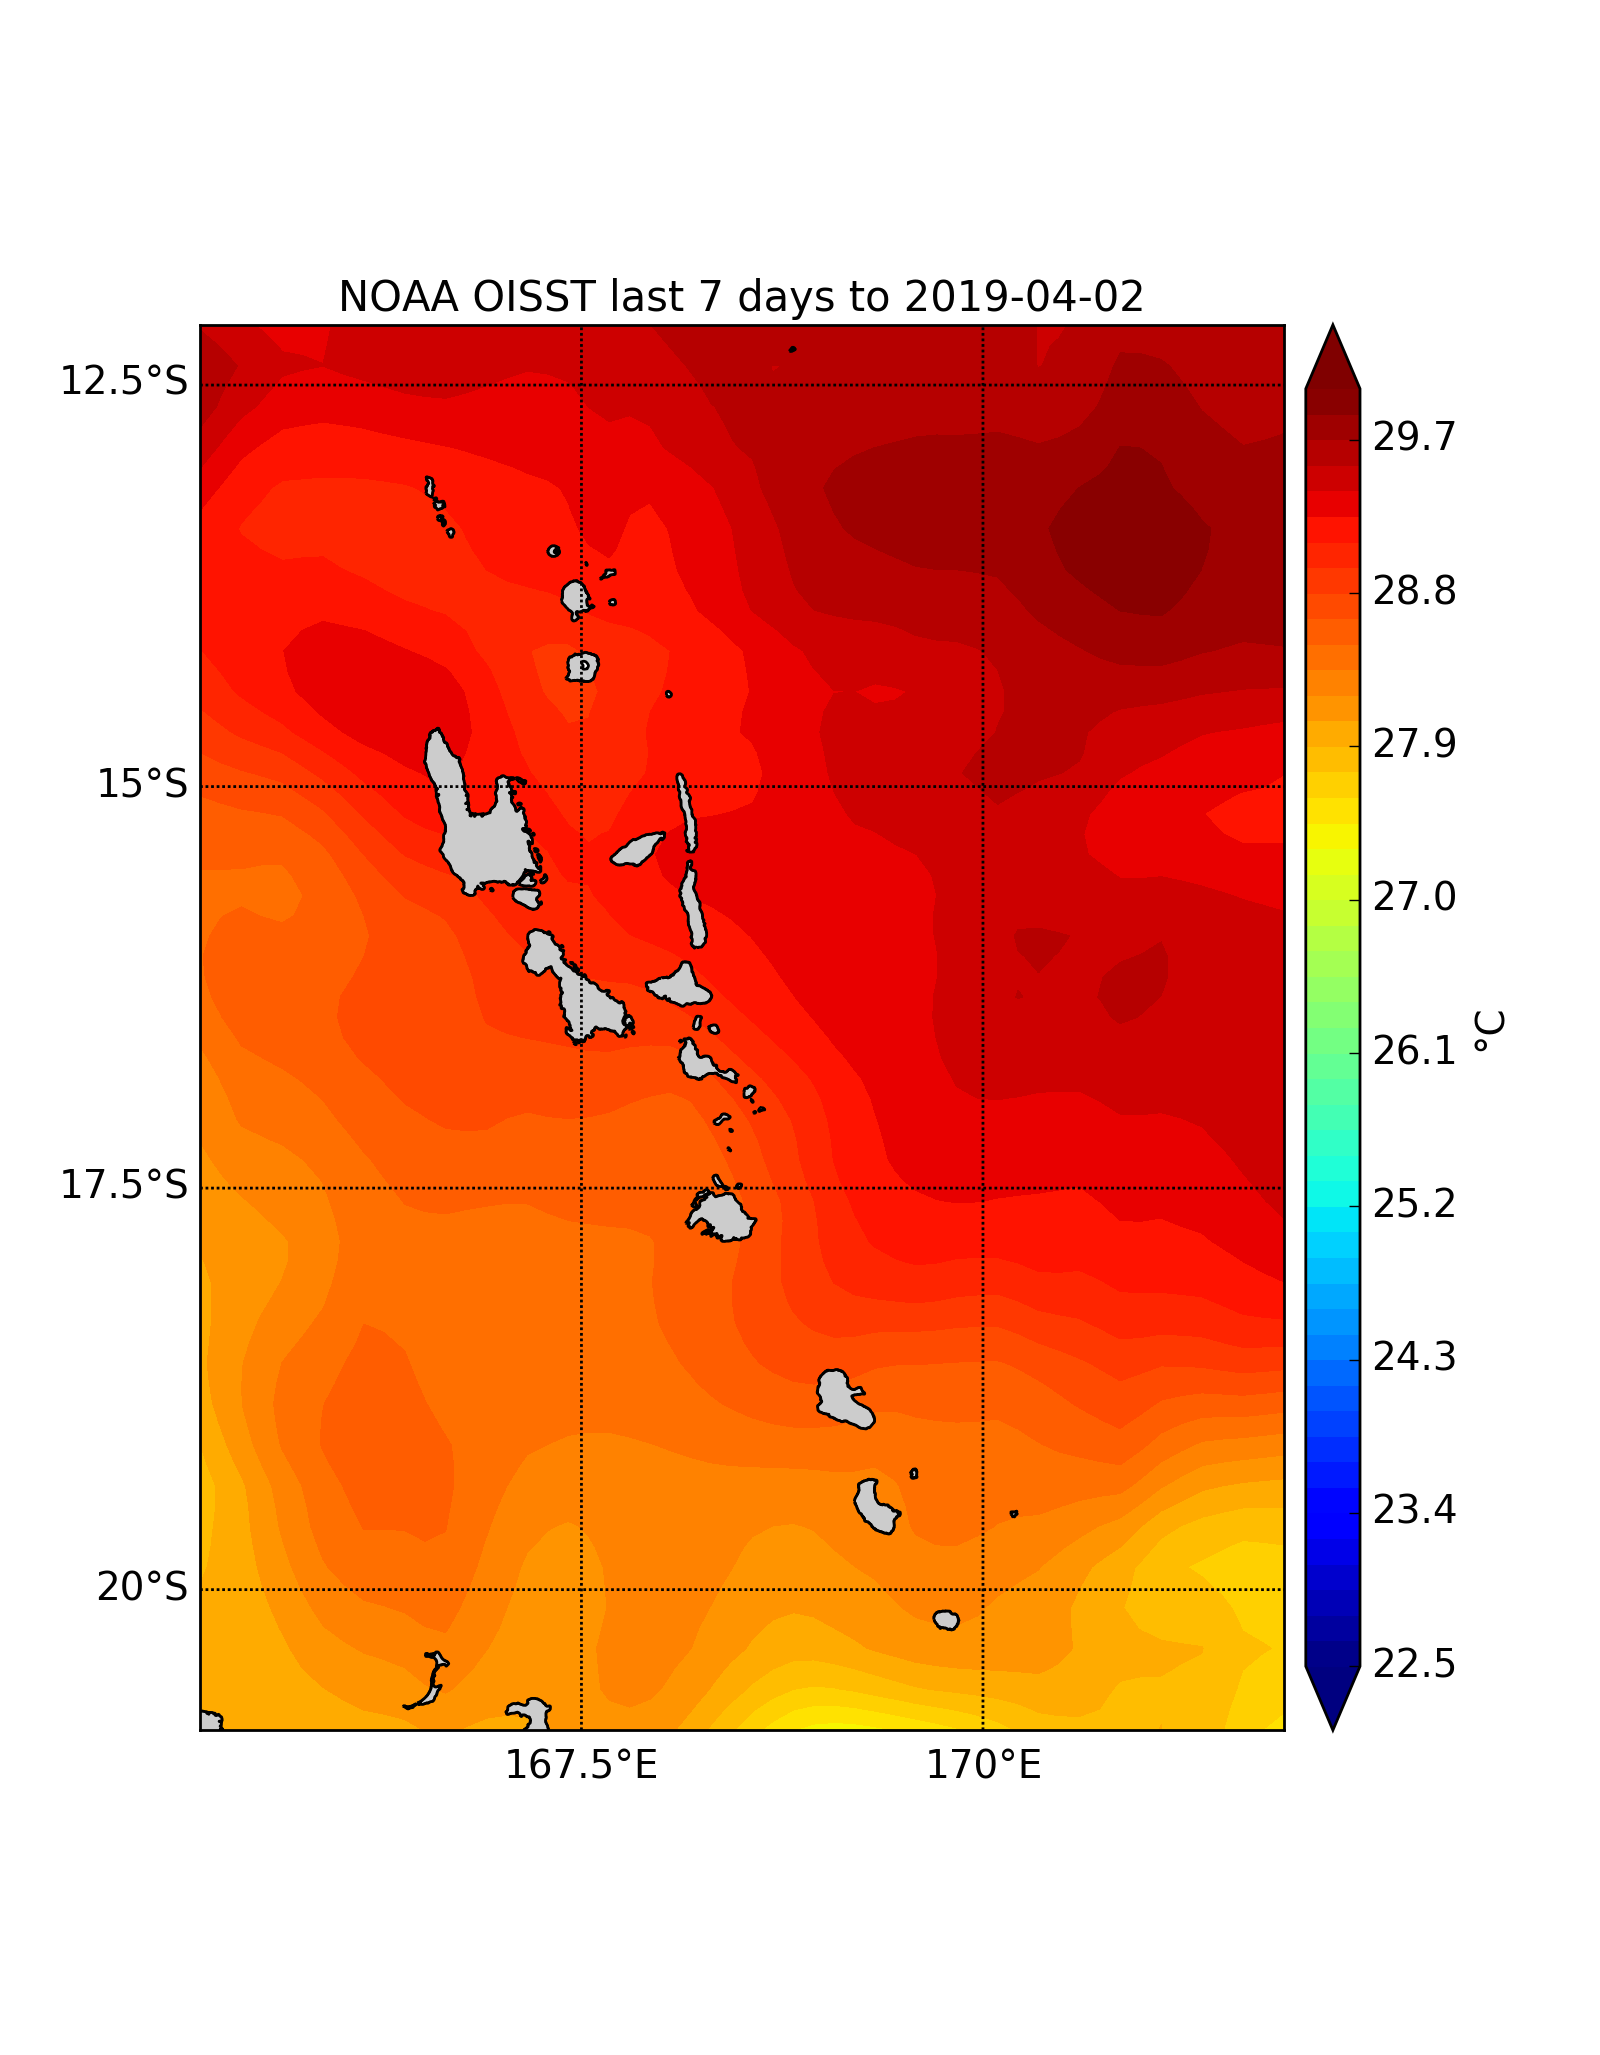 NOAA OISST last 7 days to 2019-04-02
12.5°S
15°S
17.5°S
20°S
167.5°E
170°E
29.7
28.8
27.9
27.0
26.1
25.2
24.3
23.4
22.5
°C